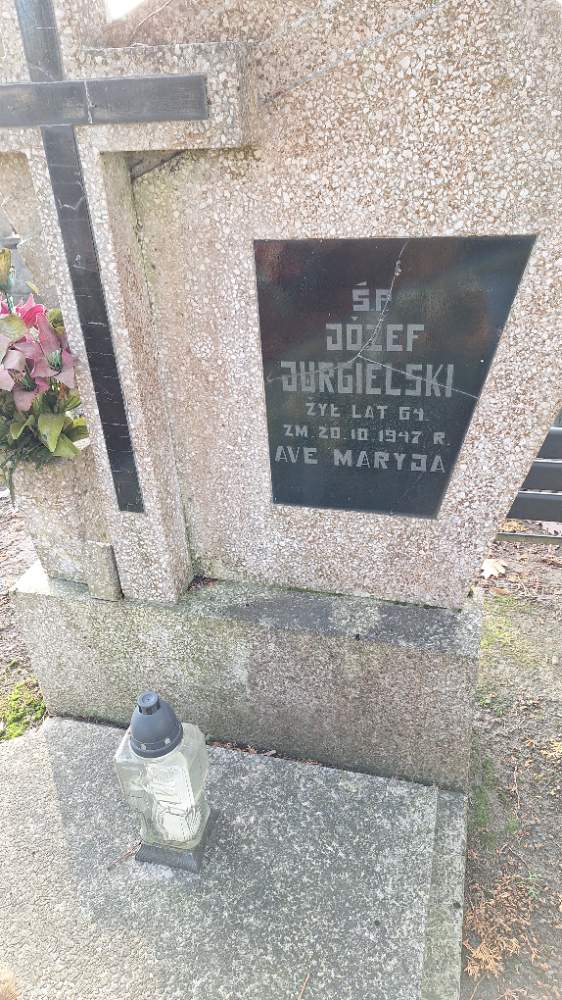 Ś.P.
JÓZEF
JURGIELSKI
ŻYŁ LAT 64.
ZM. 20.10.1947 R.
AVE MARYJA